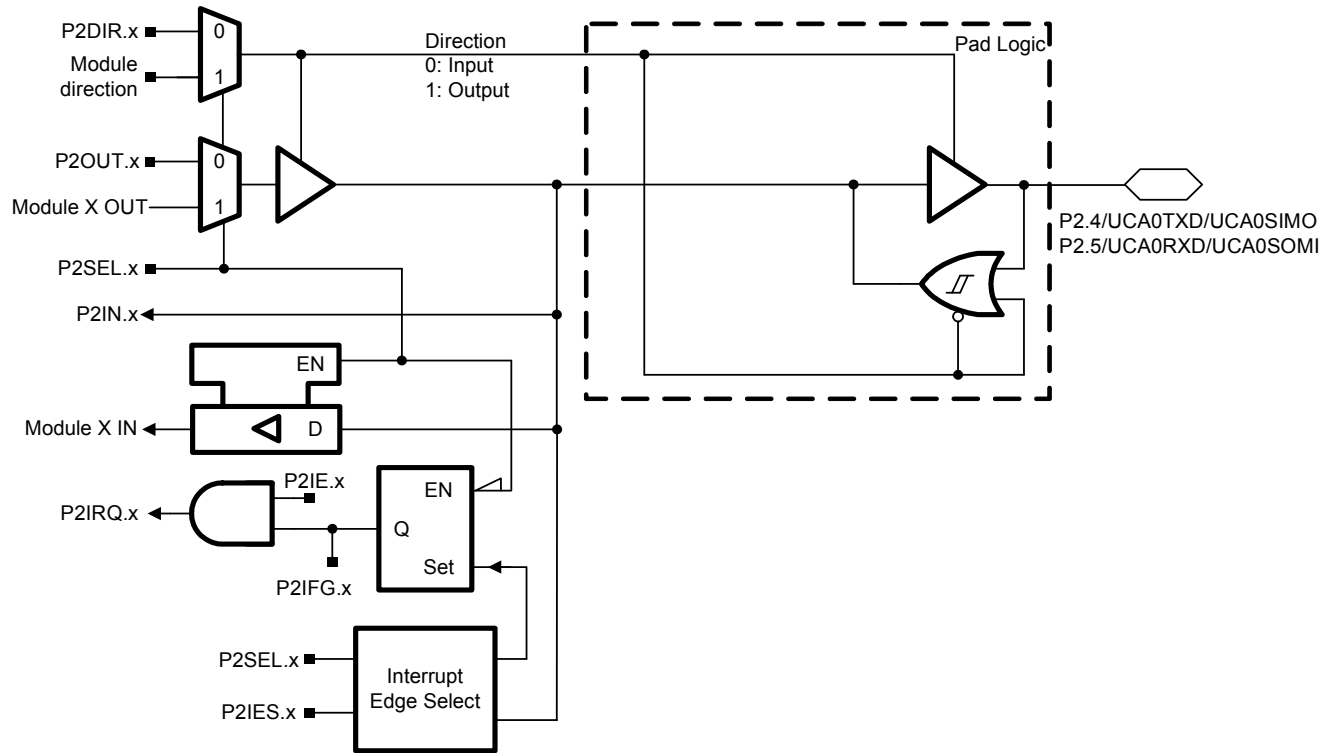 P2DIR.x
0
Module
direction
1
Direction
0: Input
1: Output
Pad Logic
P2OUT.x
0
Module X OUT
1
P2SEL.x
P2IN.x
P2.4/UCA0TXD/UCA0SIMO
P2.5/UCA0RXD/UCA0SOMI
EN
Module X IN
D
P2IE.x
EN
P2IRQ.x
Q
Set
P2IFG.x
P2SEL.x
Interrupt
Edge Select
P2IES.x